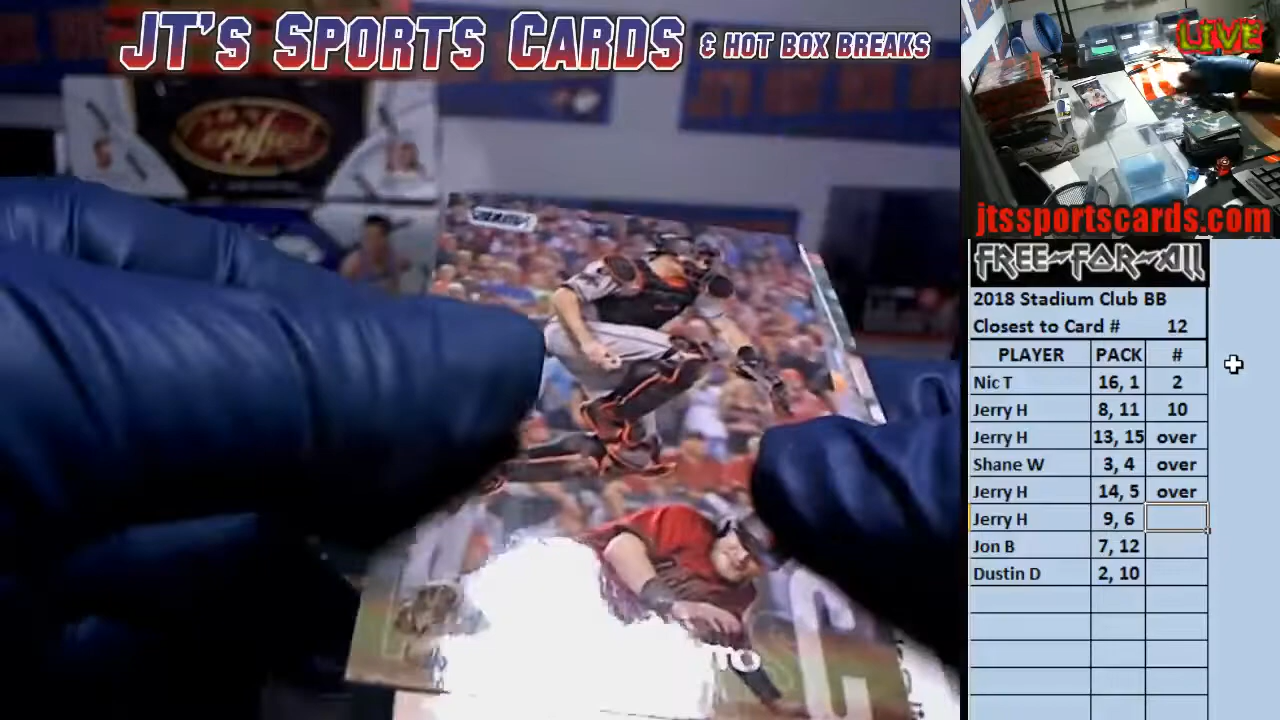 JT's Sports Cards & Hot Box Breaks
LIVE
jtssportscards.com
FREE-FOR-ALL
2018 Stadium Club BB
Closest to Card # 12
PLAYER PACK #
Nic T 16, 1 2
Jerry H 8, 11 10
Jerry H 13, 15 over
Shane W 3, 4 over
Jerry H 14, 5 over
Jerry H 9, 6
Jon B 7, 12
Dustin D 2, 10